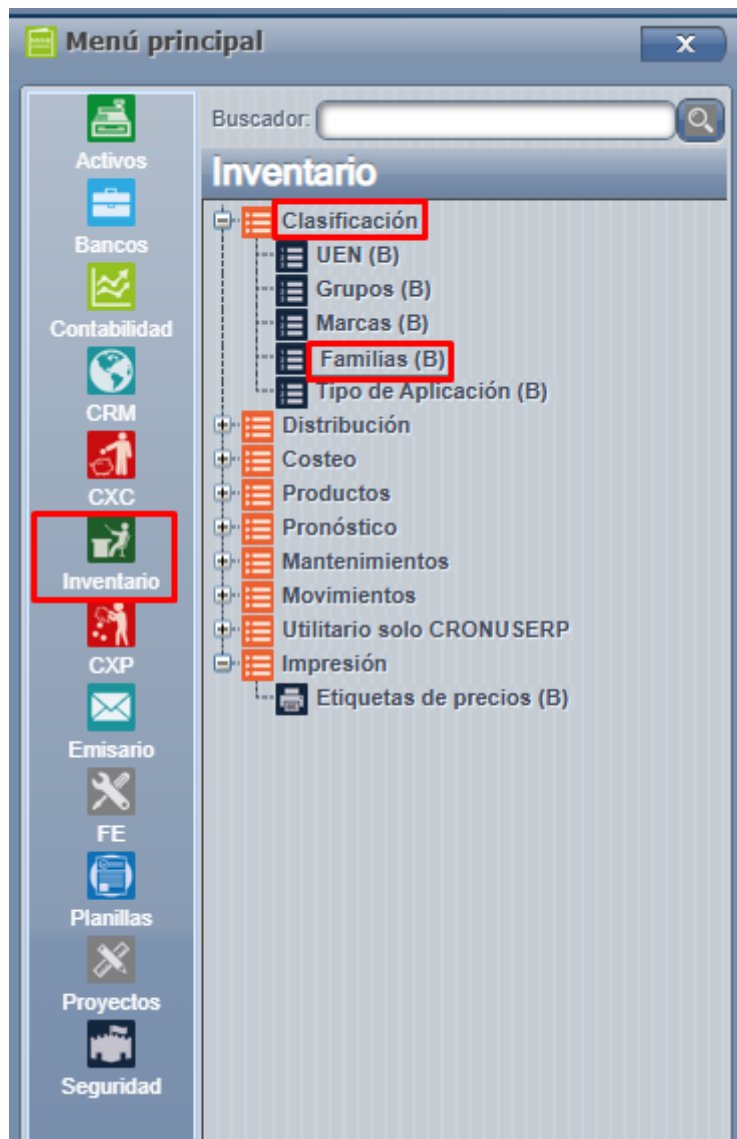 Menú principal
x
Activos
Bancos
Contabilidad
CRM
CXC
Inventario
CXP
Emisario
FE
Planillas
Proyectos
Seguridad
Buscador:
Inventario
Clasificación
UEN (B)
Grupos (B)
Marcas (B)
Familias (B)
Tipo de Aplicación (B)
Distribución
Costeo
Productos
Pronóstico
Mantenimientos
Movimientos
Utilitario solo CRONUSERP
Impresión
Etiquetas de precios (B)